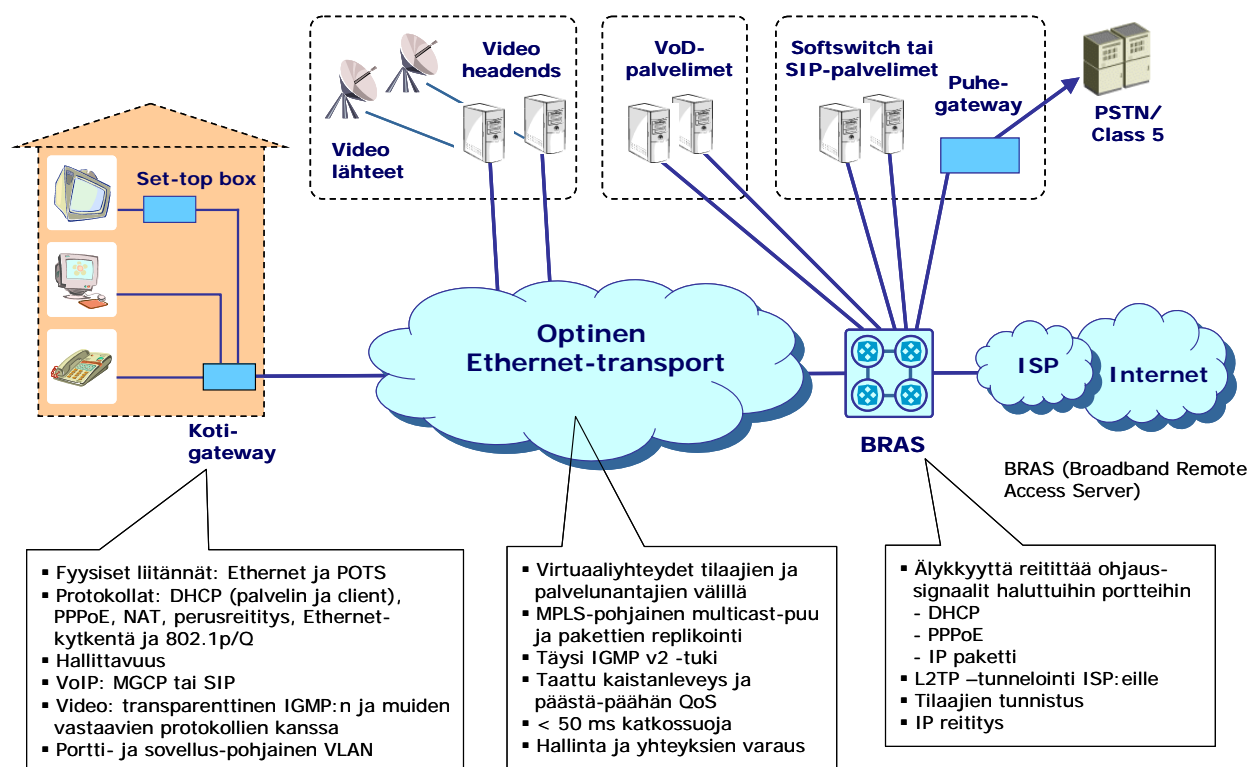 Video
headends
VoD-
palvelimet
Softswitch tai
SIP-palvelimet
Puhe-
gateway
PSTN/
Class 5
Video
lähteet
Set-top box
Optinen
Ethernet-transport
ISP
Internet
Koti-
gateway
BRAS
BRAS (Broadband Remote
Access Server)
▪ Fyysiset liitännät: Ethernet ja POTS
▪ Protokollat: DHCP (palvelin ja client),
PPPoE, NAT, perusreititys, Ethernet-
kytkentä ja 802.1p/Q
▪ Hallittavuus
▪ VoIP: MGCP tai SIP
▪ Video: transparenttinen IGMP:n ja muiden
vastaavien protokollien kanssa
▪ Portti- ja sovellus-pohjainen VLAN
▪ Virtuaaliyhteydet tilaajien ja
palvelunantajien välillä
▪ MPLS-pohjainen multicast-puu
ja pakettien replikointi
▪ Täysi IGMP v2 -tuki
▪ Taattu kaistanleveys ja
päästä-päähän QoS
▪ < 50 ms katkossuoja
▪ Hallinta ja yhteyksien varaus
▪ Älykkyyttä reitittää ohjaus-
signaalit haluttuihin portteihin
- DHCP
- PPPoE
- IP paketti
▪ L2TP –tunnelointi ISP:eille
▪ Tilaajien tunnistus
▪ IP reititys